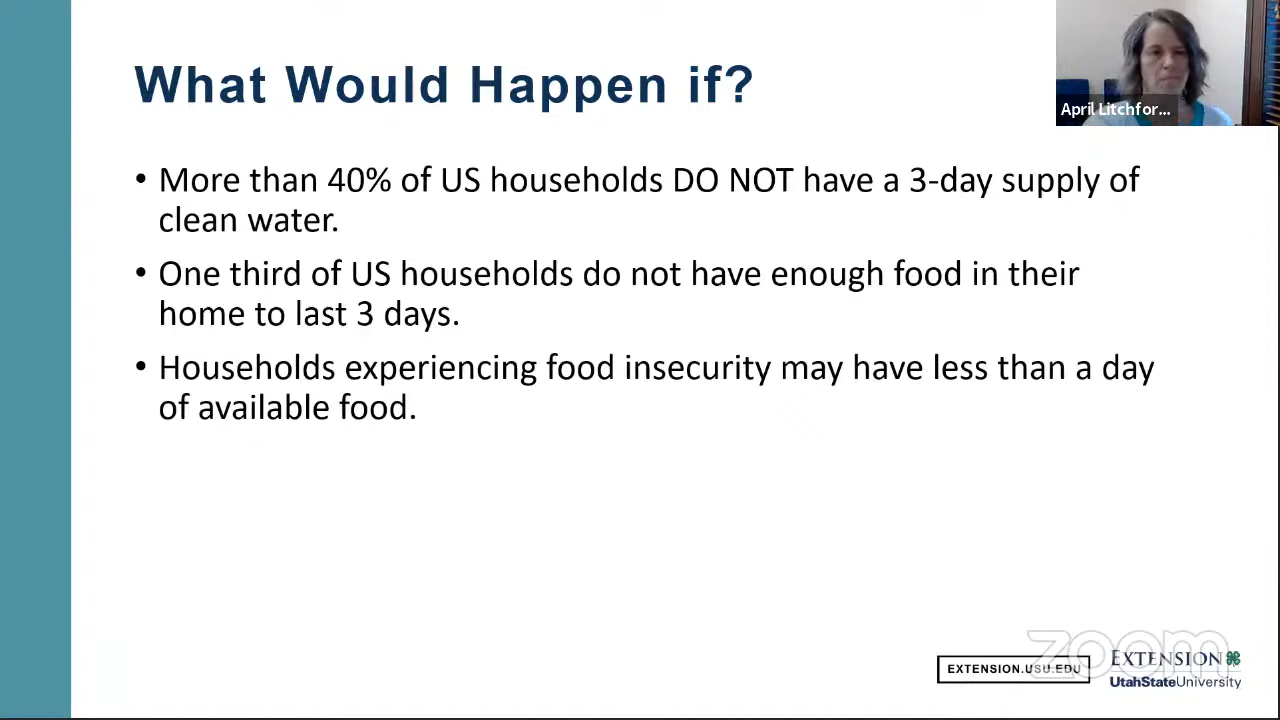 What Would Happen if?
April Litchfor...
• More than 40% of US households DO NOT have a 3-day supply of
clean water.
• One third of US households do not have enough food in their
home to last 3 days.
• Households experiencing food insecurity may have less than a day
of available food.
zoom
EXTENSION.USU.EDU
EXTENSION
UtahStateUniversity